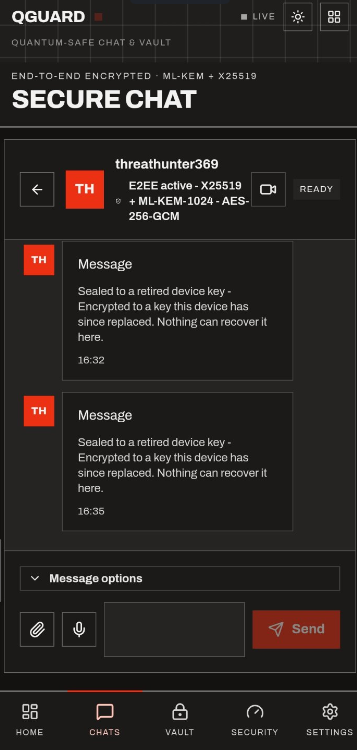 QGUARD
LIVE
QUANTUM-SAFE CHAT & VAULT
END-TO-END ENCRYPTED · ML-KEM + X25519
SECURE CHAT
threathunter369
TH
E2EE active - X25519
+ ML-KEM-1024 - AES-
256-GCM
READY
TH
Message
Sealed to a retired device key -
Encrypted to a key this device has
since replaced. Nothing can recover it
here.
16:32
TH
Message
Sealed to a retired device key -
Encrypted to a key this device has
since replaced. Nothing can recover it
here.
16:35
Message options
Send
HOME
CHATS
VAULT
SECURITY
SETTINGS